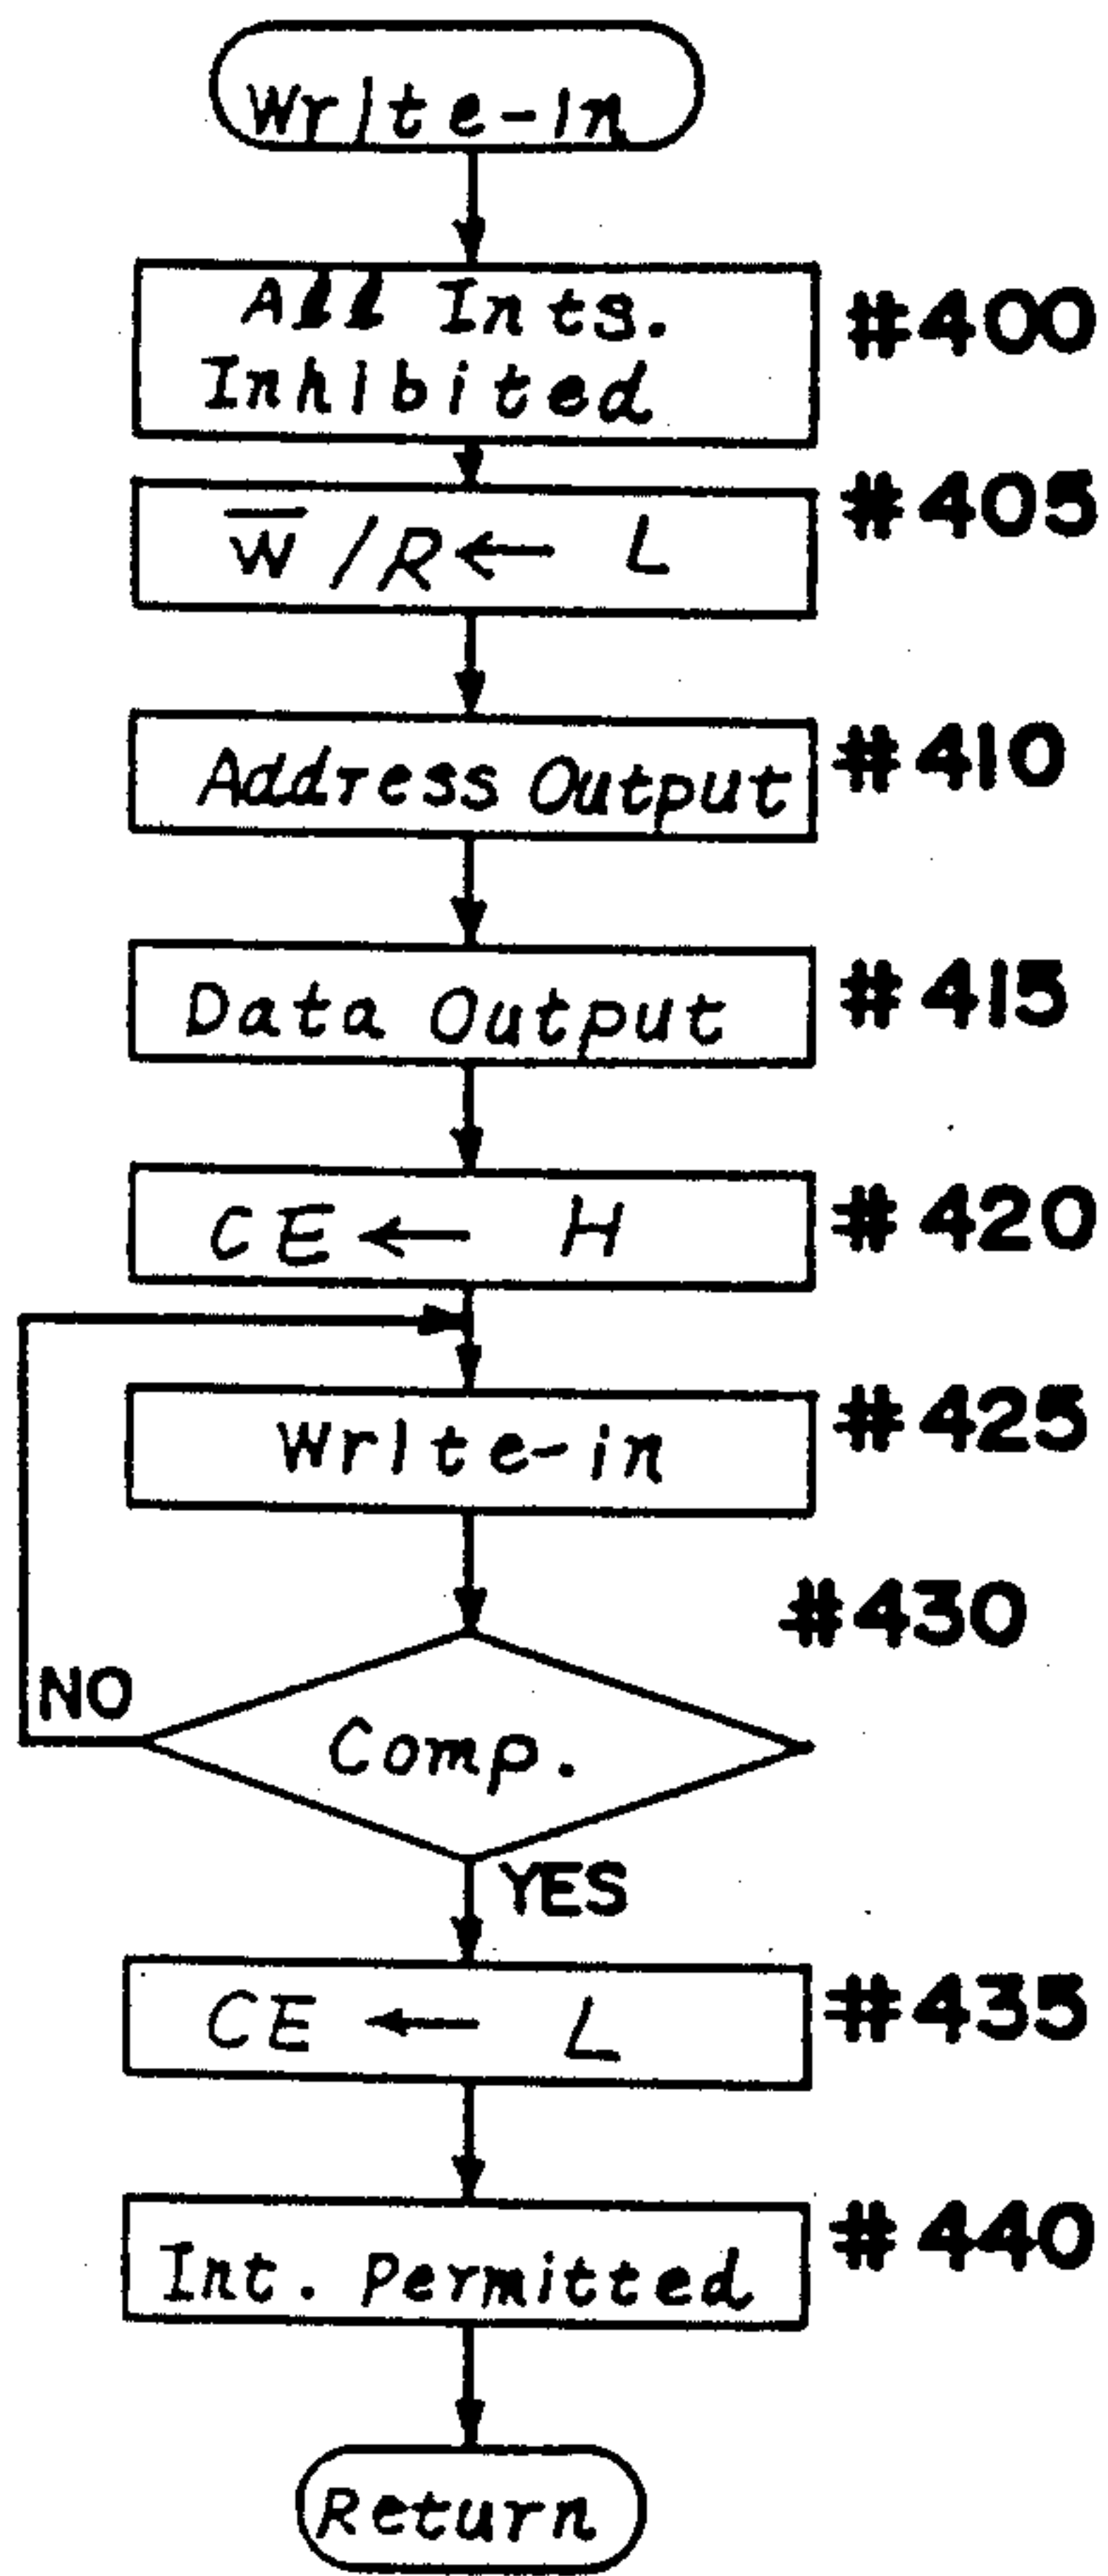 Write-in
All Ints.
Inhibited
#400
W̅/R ← L
#405
Address Output
#410
Data Output
#415
CE ← H
#420
Write-in
#425
#430
NO
Comp.
YES
CE ← L
#435
Int. Permitted
#440
Return